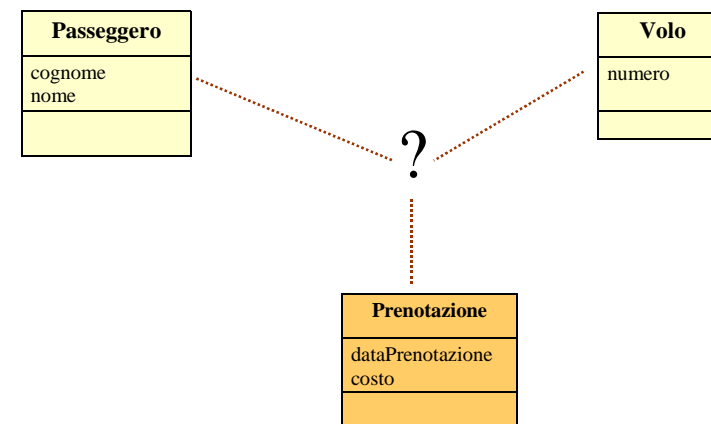 Passeggero
cognome
nome
Volo
numero
?
Prenotazione
dataPrenotazione
costo